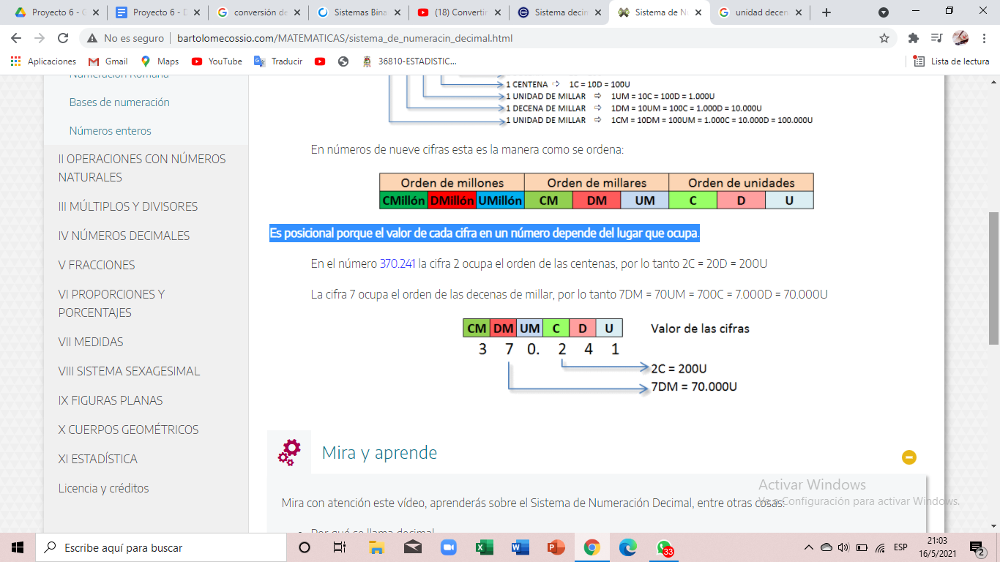 Proyecto 6 - C
Proyecto 6 - D
conversión de
Sistemas Bina
(18) Convertir
Sistema decin
Sistema de Nu
unidad decen
No es seguro
bartolomecossio.com/MATEMATICAS/sistema_de_numeracin_decimal.html
Aplicaciones
Gmail
Maps
YouTube
Traducir
36810-ESTADISTIC...
Lista de lectura
Numeración Romana
Bases de numeración
Números enteros
II OPERACIONES CON NÚMEROS
NATURALES
III MÚLTIPLOS Y DIVISORES
IV NÚMEROS DECIMALES
V FRACCIONES
VI PROPORCIONES Y
PORCENTAJES
VII MEDIDAS
VIII SISTEMA SEXAGESIMAL
IX FIGURAS PLANAS
X CUERPOS GEOMÉTRICOS
XI ESTADÍSTICA
Licencia y créditos
1 CENTENA ⇨ 1C = 10D = 100U
1 UNIDAD DE MILLAR ⇨ 1UM = 10C = 100D = 1.000U
1 DECENA DE MILLAR ⇨ 1DM = 10UM = 100C = 1.000D = 10.000U
1 UNIDAD DE MILLAR ⇨ 1CM = 10DM = 100UM = 1.000C = 10.000D = 100.000U
En números de nueve cifras esta es la manera como se ordena:
Orden de millones Orden de millares Orden de unidades
CMillón DMillón UMillón CM DM UM C D U
Es posicional porque el valor de cada cifra en un número depende del lugar que ocupa.
En el número 370.241 la cifra 2 ocupa el orden de las centenas, por lo tanto 2C = 20D = 200U
La cifra 7 ocupa el orden de las decenas de millar, por lo tanto 7DM = 70UM = 700C = 7.000D = 70.000U
CM DM UM C D U Valor de las cifras
3 7 0. 2 4 1
2C = 200U
7DM = 70.000U
Mira y aprende
Activar Windows
Ve a Configuración para activar Windows.
Mira con atención este vídeo, aprenderás sobre el Sistema de Numeración Decimal, entre otras cosas:
Por qué se llama decimal
Escribe aquí para buscar
33
ESP
21:03
16/5/2021
2